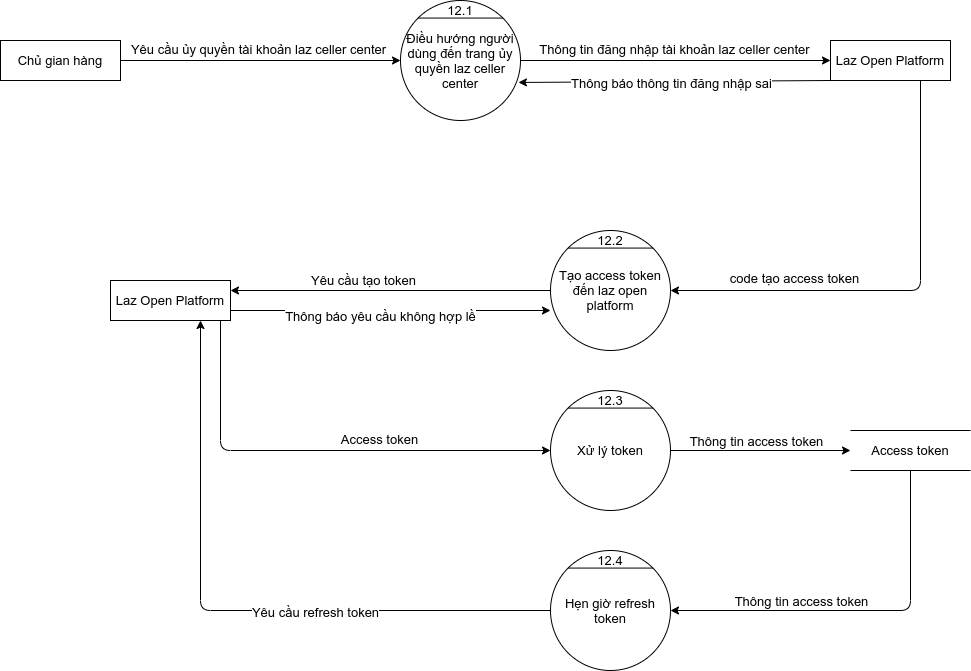 12.1
Yêu cầu ủy quyền tài khoản laz celler center
Điều hướng người
dùng đến trang ủy
quyền laz celler
center
Thông tin đăng nhập tài khoản laz celler center
Chủ gian hàng
Laz Open Platform
Thông báo thông tin đăng nhập sai
12.2
Yêu cầu tạo token
Tạo access token
đến laz open
platform
code tạo access token
Laz Open Platform
Thông báo yêu cầu không hợp lề
12.3
Access token
Xử lý token
Thông tin access token
Access token
12.4
Hẹn giờ refresh
token
Thông tin access token
Yêu cầu refresh token